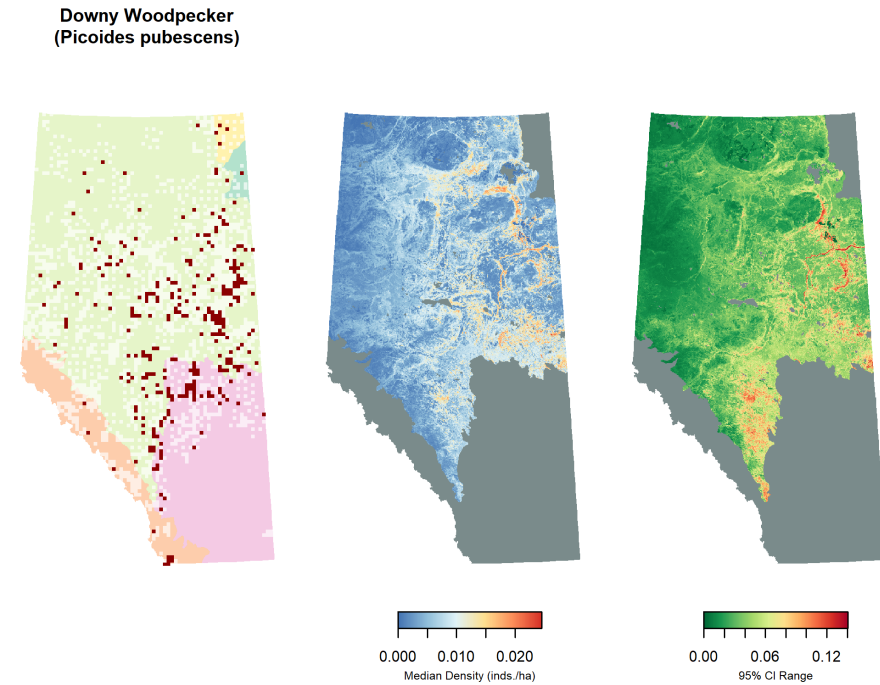 Downy Woodpecker
(Picoides pubescens)
0.000 0.010 0.020
Median Density (inds./ha)
0.00 0.06 0.12
95% CI Range